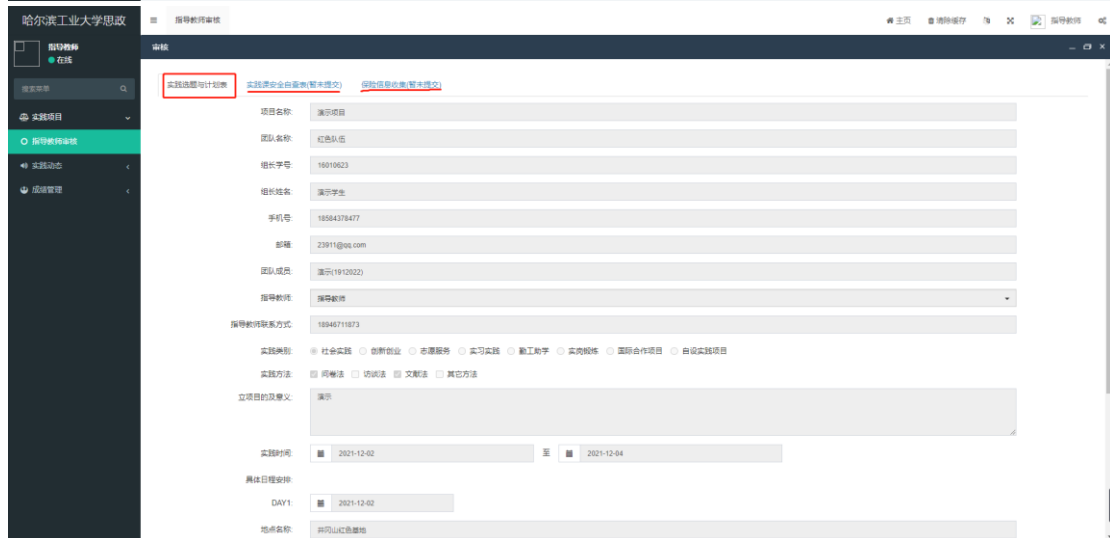 哈尔滨工业大学思政
指导教师审核
主页 清除缓存 指导教师
指导教师
在线
审核
搜索菜单
实践项目
指导教师审核
实践动态
成绩管理
实践选题与计划表 实践课安全自查表(暂未提交) 保险信息收集(暂未提交)
项目名称: 演示项目
团队名称: 红色队伍
组长学号: 16010623
组长姓名: 演示学生
手机号: 18584378477
邮箱: 23911@qq.com
团队成员: 演示(1912022)
指导教师: 指导教师
指导教师联系方式: 18946711873
实践类别: 社会实践 创新创业 志愿服务 实习实践 勤工助学 实岗锻炼 国际合作项目 自设实践项目
实践方法: 问卷法 访谈法 文献法 其它方法
立项目的及意义: 演示
实践时间: 2021-12-02 至 2021-12-04
具体日程安排:
DAY1: 2021-12-02
地点名称: 井冈山红色基地